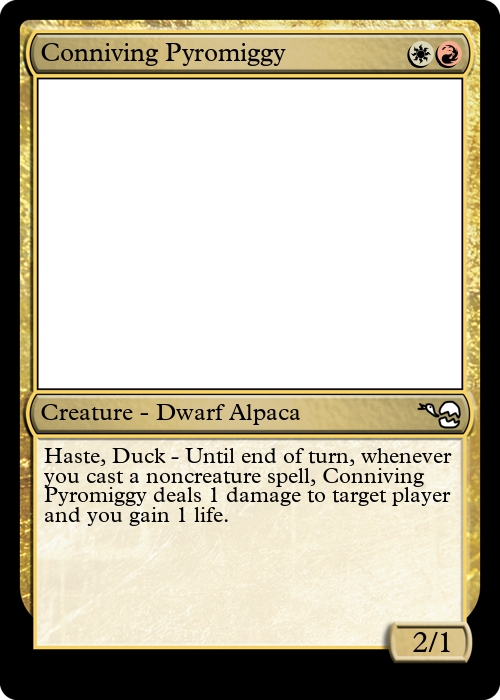 Conniving Pyromiggy
Creature - Dwarf Alpaca
Haste, Duck - Until end of turn, whenever
you cast a noncreature spell, Conniving
Pyromiggy deals 1 damage to target player
and you gain 1 life.
2/1